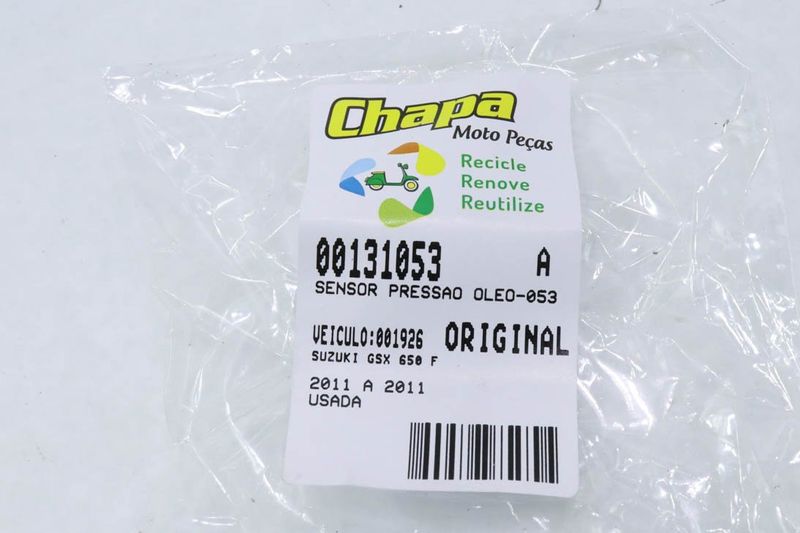 Chapa
Moto Peças
Recicle
Renove
Reutilize
00131053 A
SENSOR PRESSAO OLEO-053
VEICULO:001926 ORIGINAL
SUZUKI GSX 650 F
2011 A 2011
USADA